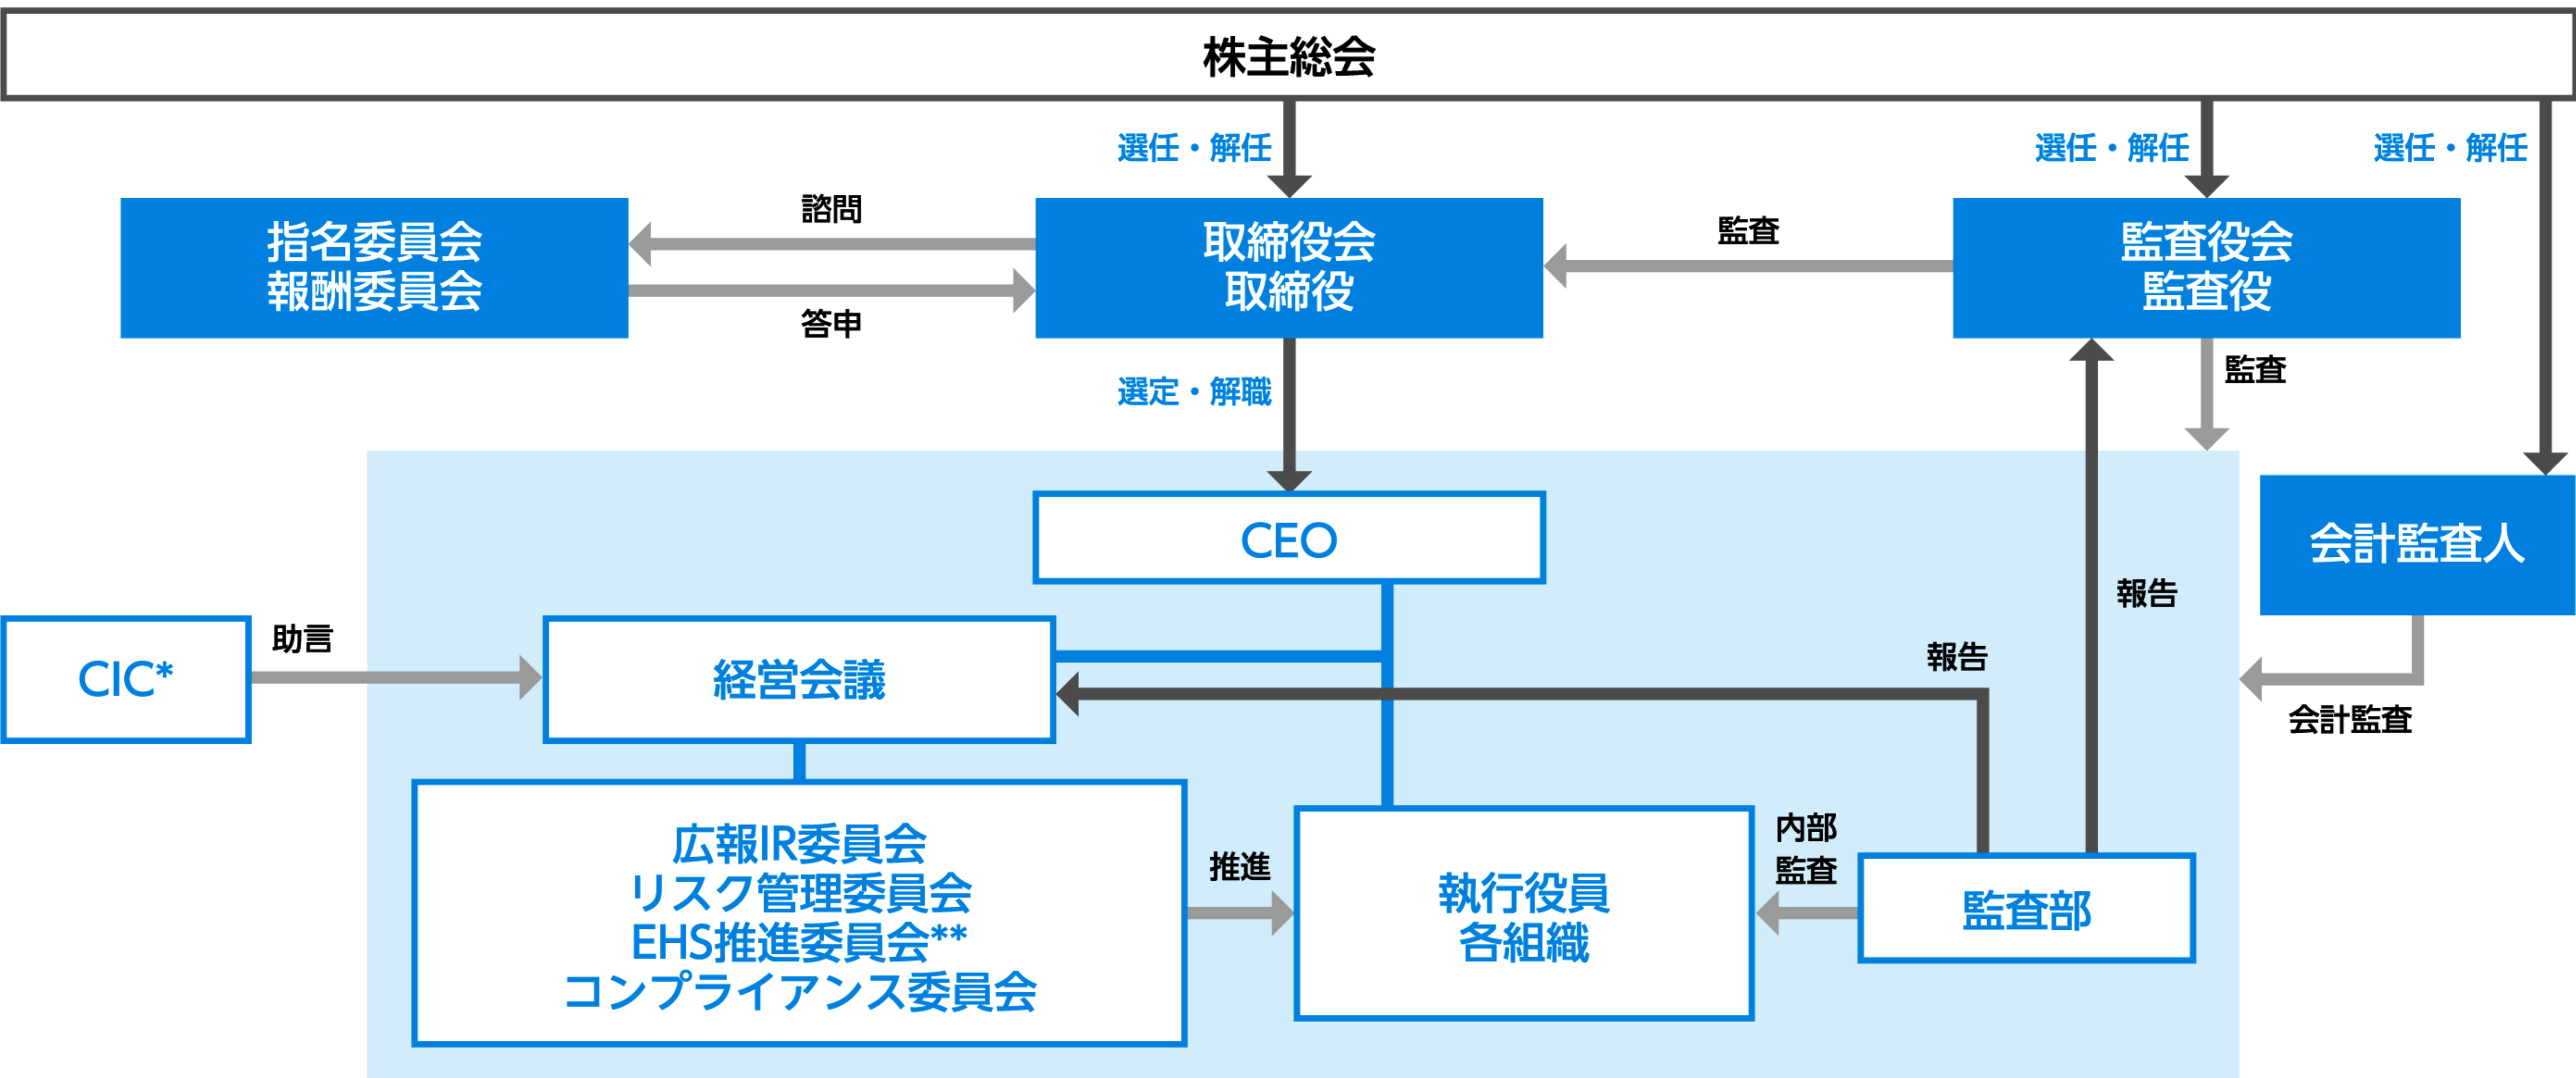 株主総会
選任・解任
選任・解任
選任・解任
指名委員会
報酬委員会
諮問
答申
取締役会
取締役
監査
監査役会
監査役
選定・解職
監査
CEO
会計監査人
CIC*
助言
経営会議
報告
報告
会計監査
広報IR委員会
リスク管理委員会
EHS推進委員会**
コンプライアンス委員会
推進
執行役員
各組織
内部
監査
監査部